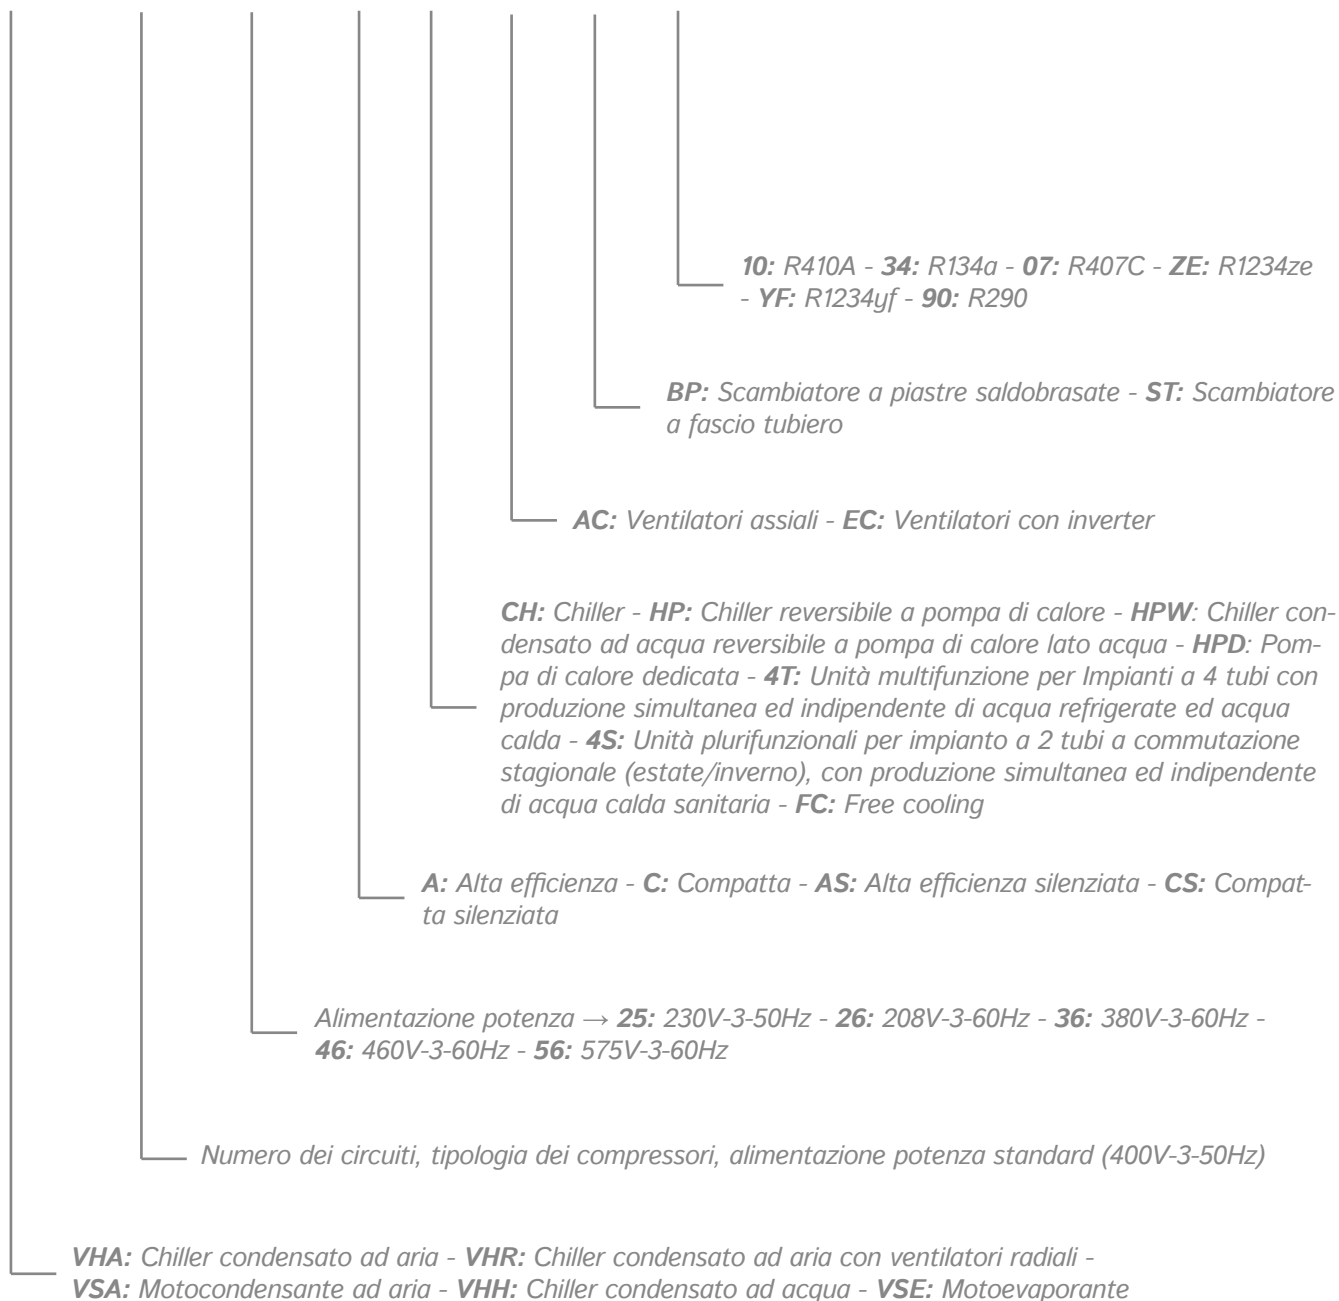 10: R410A - 34: R134a - 07: R407C - ZE: R1234ze
- YF: R1234yf - 90: R290
BP: Scambiatore a piastre saldobrasate - ST: Scambiatore
a fascio tubiero
AC: Ventilatori assiali - EC: Ventilatori con inverter
CH: Chiller - HP: Chiller reversibile a pompa di calore - HPW: Chiller con-
densato ad acqua reversibile a pompa di calore lato acqua - HPD: Pom-
pa di calore dedicata - 4T: Unità multifunzione per Impianti a 4 tubi con
produzione simultanea ed indipendente di acqua refrigerate ed acqua
calda - 4S: Unità plurifunzionali per impianto a 2 tubi a commutazione
stagionale (estate/inverno), con produzione simultanea ed indipendente
di acqua calda sanitaria - FC: Free cooling
A: Alta efficienza - C: Compatta - AS: Alta efficienza silenziata - CS: Compat-
ta silenziata
Alimentazione potenza → 25: 230V-3-50Hz - 26: 208V-3-60Hz - 36: 380V-3-60Hz -
46: 460V-3-60Hz - 56: 575V-3-60Hz
Numero dei circuiti, tipologia dei compressori, alimentazione potenza standard (400V-3-50Hz)
VHA: Chiller condensato ad aria - VHR: Chiller condensato ad aria con ventilatori radiali -
VSA: Motocondensante ad aria - VHH: Chiller condensato ad acqua - VSE: Motoevaporante